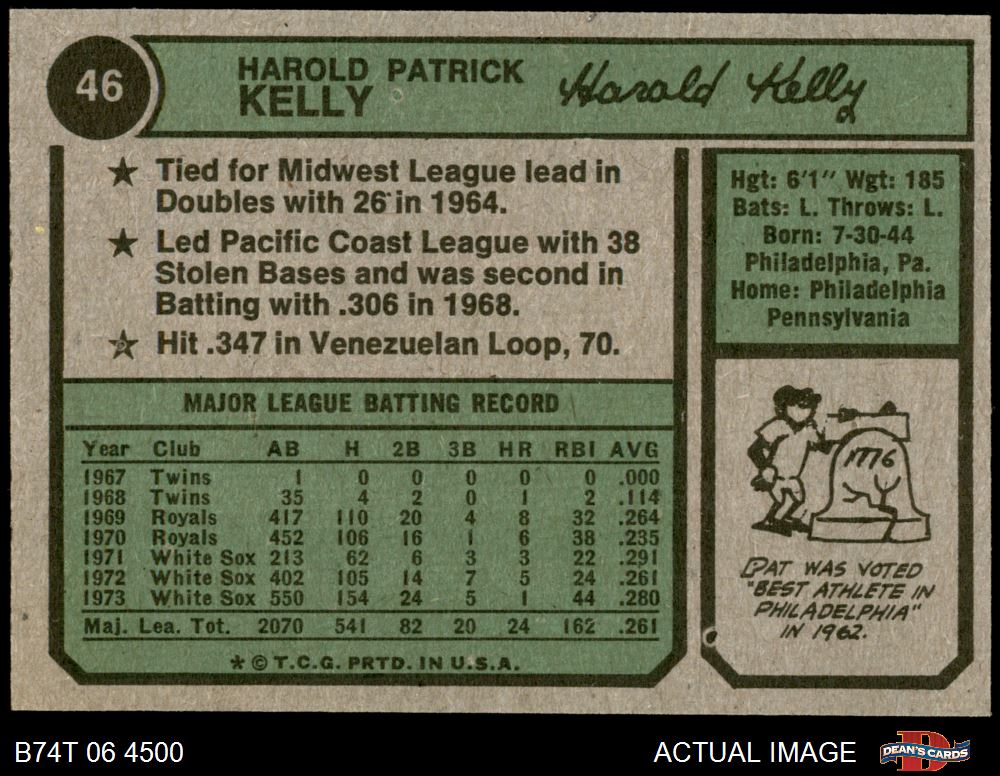 46
HAROLD PATRICK
KELLY
Harold Kelly
★ Tied for Midwest League lead in
Doubles with 26 in 1964.
★ Led Pacific Coast League with 38
Stolen Bases and was second in
Batting with .306 in 1968.
★ Hit .347 in Venezuelan Loop, 70.
Hgt: 6'1" Wgt: 185
Bats: L. Throws: L.
Born: 7-30-44
Philadelphia, Pa.
Home: Philadelphia
Pennsylvania
MAJOR LEAGUE BATTING RECORD
Year Club AB H 2B 3B HR RBI AVG
1967 Twins 1 0 0 0 0 0 .000
1968 Twins 35 4 2 0 1 2 .114
1969 Royals 417 110 20 4 8 32 .264
1970 Royals 452 106 16 1 6 38 .235
1971 White Sox 213 62 6 3 3 22 .291
1972 White Sox 402 105 14 7 5 24 .261
1973 White Sox 550 154 24 5 1 44 .280
Maj. Lea. Tot. 2070 541 82 20 24 162 .261
★ © T.C.G. PRTD. IN U.S.A.
1776
PAT WAS VOTED
"BEST ATHLETE IN
PHILADELPHIA"
IN 1962.
B74T 06 4500
ACTUAL IMAGE
D
DEAN'S CARDS